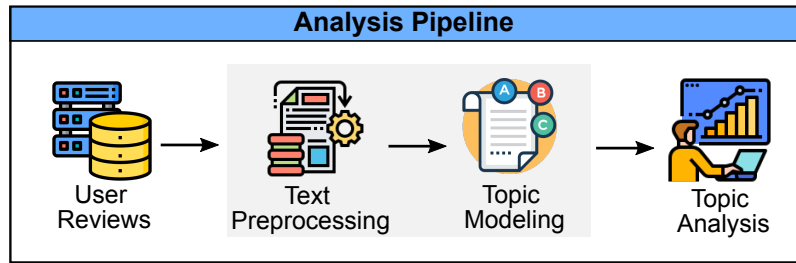 Analysis Pipeline
A
B
C
User
Reviews
Text
Preprocessing
Topic
Modeling
Topic
Analysis